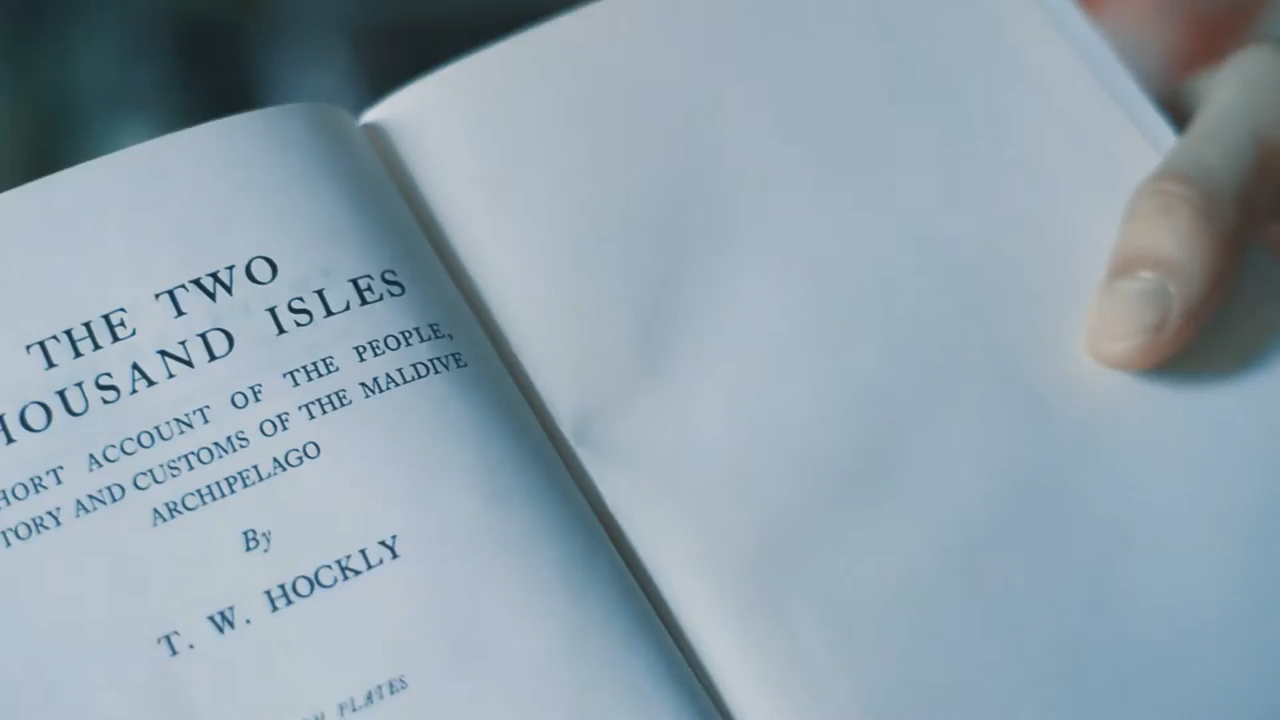 THE TWO
HOUSAND ISLES
HORT ACCOUNT OF THE PEOPLE,
TORY AND CUSTOMS OF THE MALDIVE
ARCHIPELAGO
By
T. W. HOCKLY
PLATES